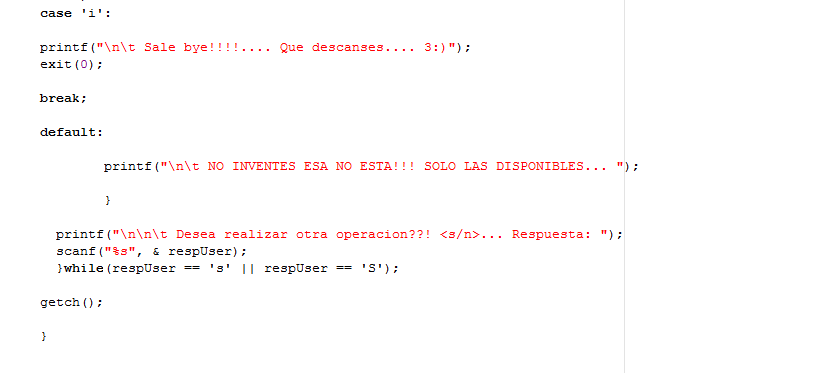 case 'i':
printf("\n\t Sale bye!!!!.... Que descanses.... 3:)");
exit(0);
break;
default:
printf("\n\t NO INVENTES ESA NO ESTA!!! SOLO LAS DISPONIBLES... ");
}
printf("\n\n\t Desea realizar otra operacion??! <s/n>... Respuesta: ");
scanf("%s", & respUser);
}while(respUser == 's' || respUser == 'S');
getch();
}